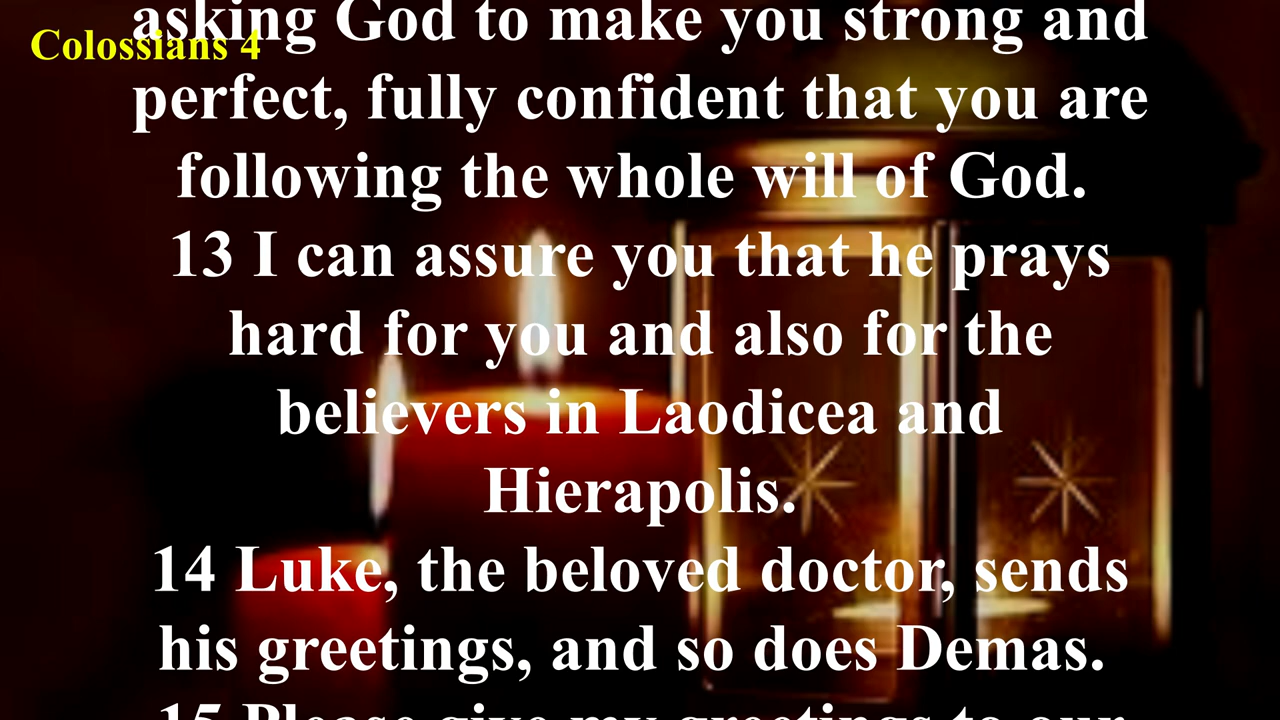 Colossians 4
asking God to make you strong and
perfect, fully confident that you are
following the whole will of God.
13 I can assure you that he prays
hard for you and also for the
believers in Laodicea and
Hierapolis.
14 Luke, the beloved doctor, sends
his greetings, and so does Demas.
15 Please give my greetings to our